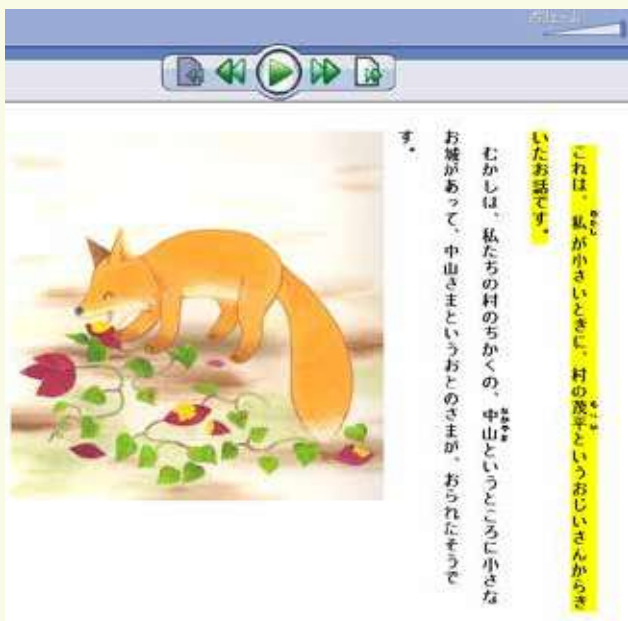 これは、私が小さいときに、村の茂平というおじいさんからき
いたお話です。
むかしは、私たちの村のちかくの、中山というところに小さな
お城があって、中山さまというおとのさまが、おられたそうで
す。